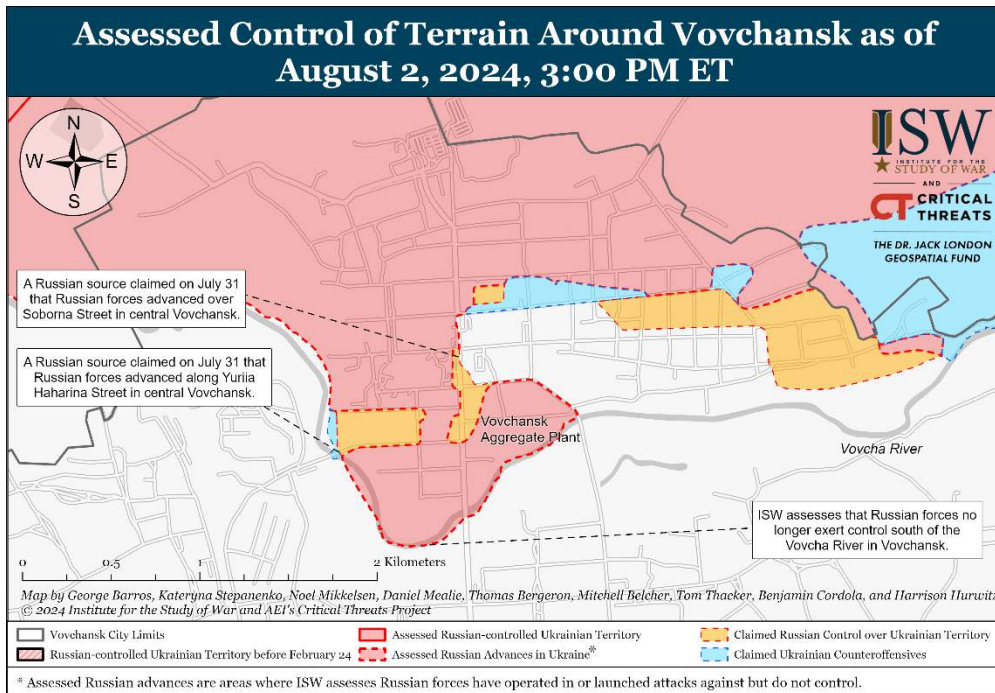 Assessed Control of Terrain Around Vovchansk as of
August 2, 2024, 3:00 PM ET
N
W E
S
ISW
INSTITUTE FOR THE
STUDY OF WAR
AND
CT CRITICAL
THREATS
THE DR. JACK LONDON
GEOSPATIAL FUND
A Russian source claimed on July 31
that Russian forces advanced over
Soborna Street in central Vovchansk.
A Russian source claimed on July 31 that
Russian forces advanced along Yuriia
Haharina Street in central Vovchansk.
Vovchansk
Aggregate Plant
Vovcha River
ISW assesses that Russian forces no
longer exert control south of the
Vovcha River in Vovchansk.
0 0.5 1 2 Kilometers
Map by George Barros, Kateryna Stepanenko, Noel Mikkelsen, Daniel Mealie, Thomas Bergeron, Mitchell Belcher, Tom Thacker, Benjamin Cordola, and Harrison Hurwitz
© 2024 Institute for the Study of War and AEI's Critical Threats Project
Vovchansk City Limits
Assessed Russian-controlled Ukrainian Territory
Claimed Russian Control over Ukrainian Territory
Russian-controlled Ukrainian Territory before February 24
Assessed Russian Advances in Ukraine*
Claimed Ukrainian Counteroffensives
* Assessed Russian advances are areas where ISW assesses Russian forces have operated in or launched attacks against but do not control.